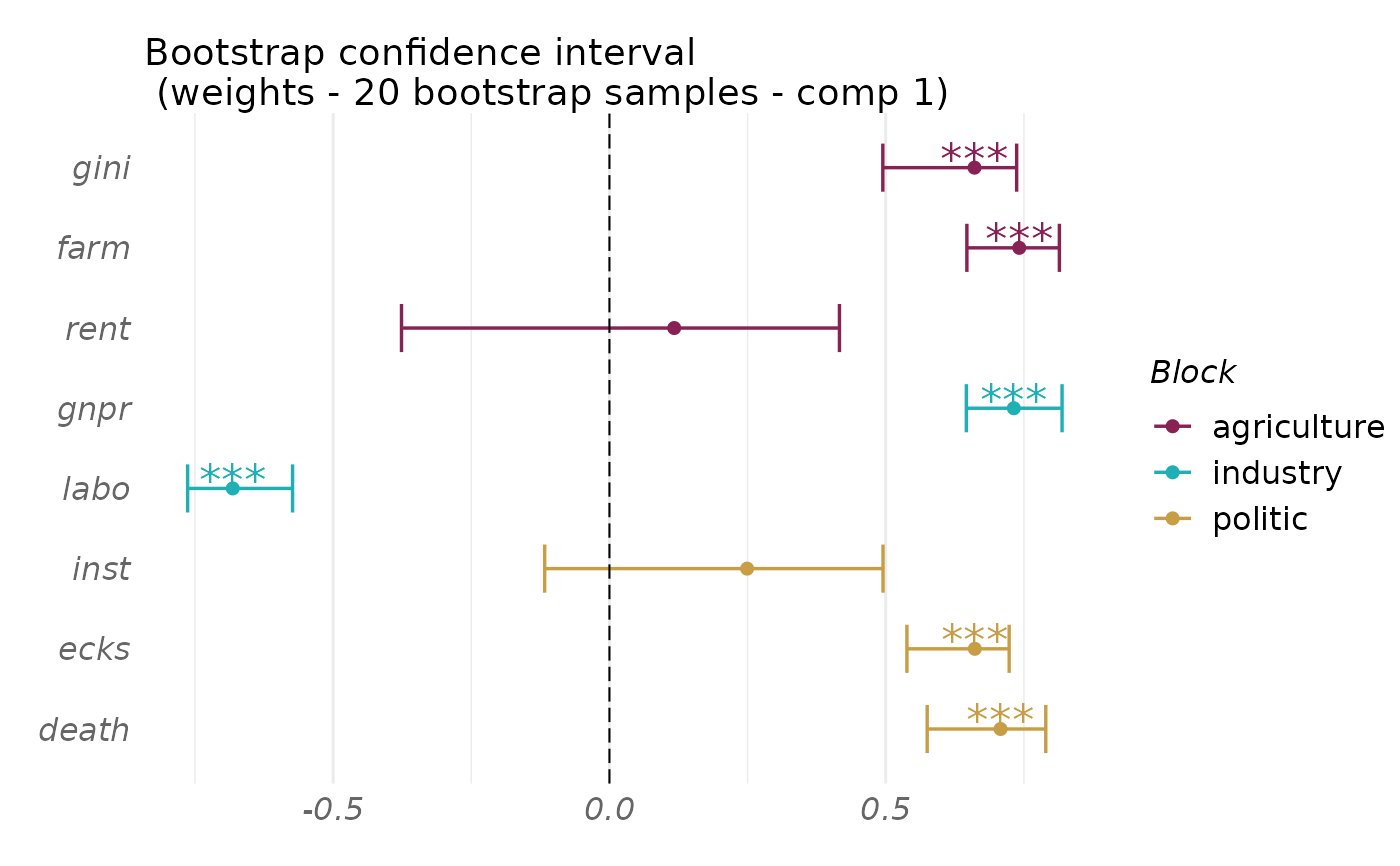 Bootstrap confidence interval
(weights - 20 bootstrap samples - comp 1)
gini
***
farm
***
rent
gnpr
***
labo
***
inst
ecks
***
death
***
-0.5
0.0
0.5
Block
agriculture
industry
politic